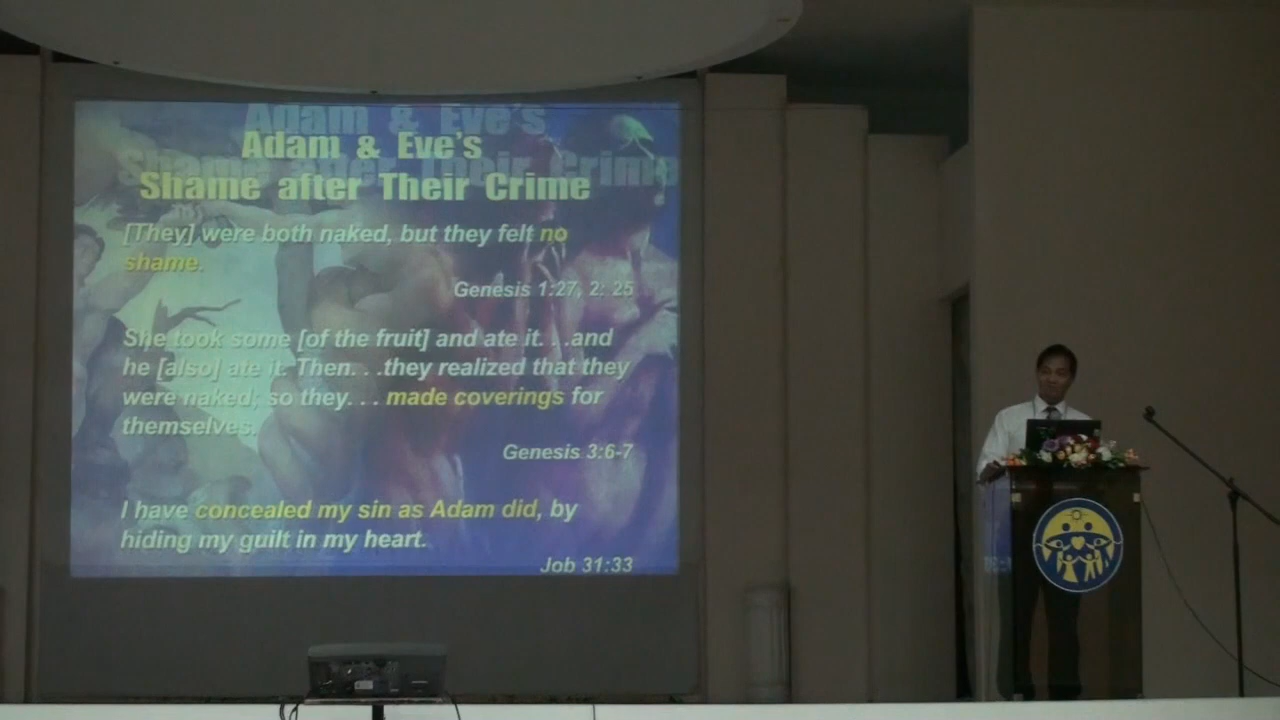 Adam & Eve's
Shame after Their Crime
[They] were both naked, but they felt no
shame.
Genesis 1:27, 2: 25
She took some [of the fruit] and ate it. . .and
he [also] ate it. Then. . .they realized that they
were naked; so they. . . made coverings for
themselves.
Genesis 3:6-7
I have concealed my sin as Adam did, by
hiding my guilt in my heart.
Job 31:33